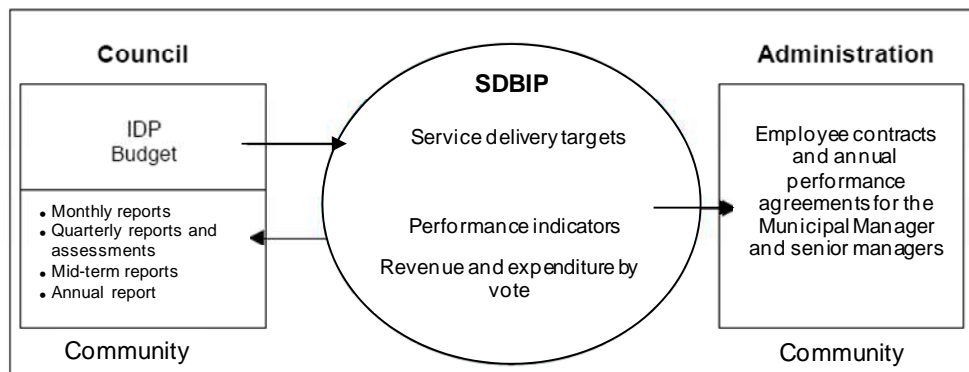 Council
IDP
Budget
• Monthly reports
• Quarterly reports and
assessments
• Mid-term reports
• Annual report
Community
SDBIP
Service delivery targets
Performance indicators
Revenue and expenditure by
vote
Administration
Employee contracts
and annual
performance
agreements for the
Municipal Manager
and senior managers
Community